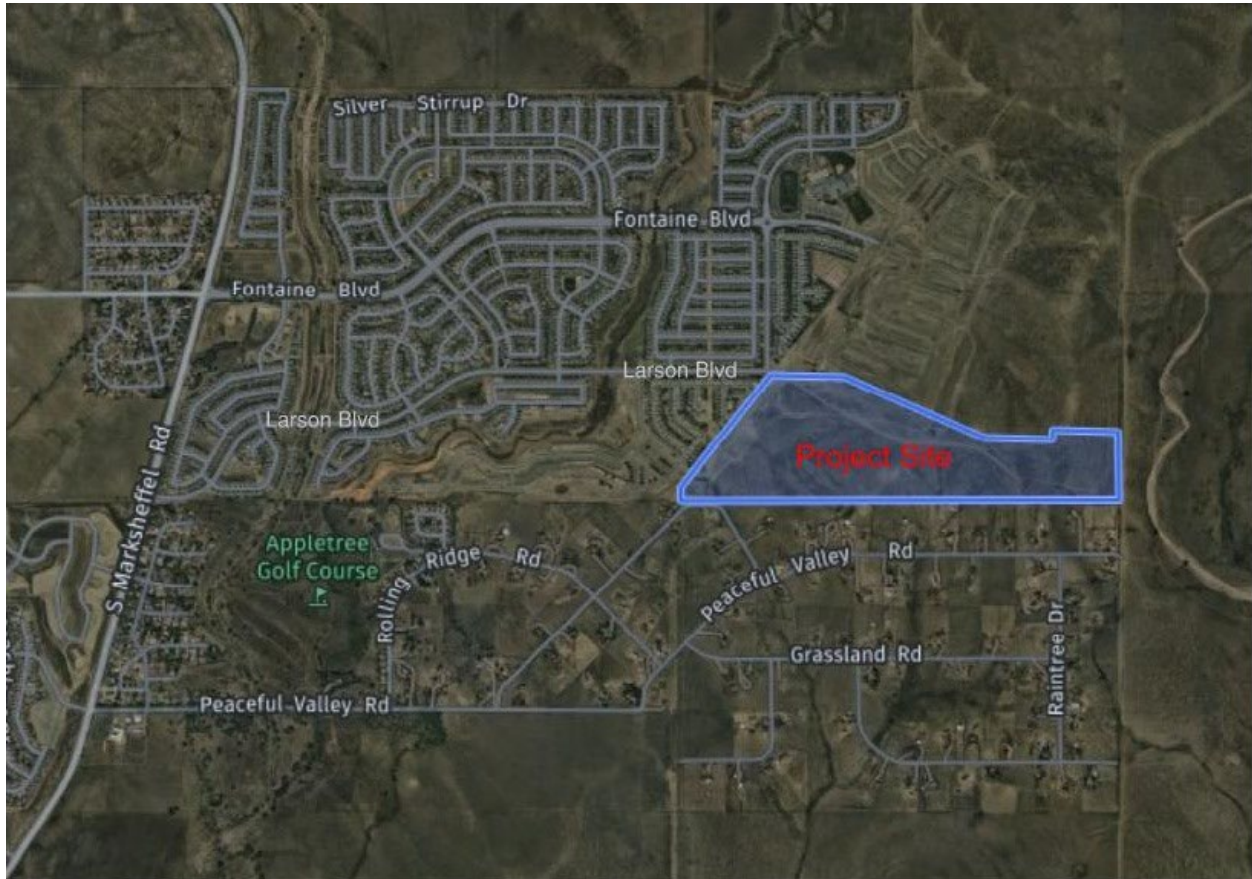 Silver Stirrup Dr
Fontaine Blvd
Fontaine Blvd
Larson Blvd
Larson Blvd
Project Site
S Marksheffel Rd
Appletree
Golf Course
Rolling Ridge Rd
Peaceful Valley Rd
Grassland Rd
Raintree Dr
Peaceful Valley Rd